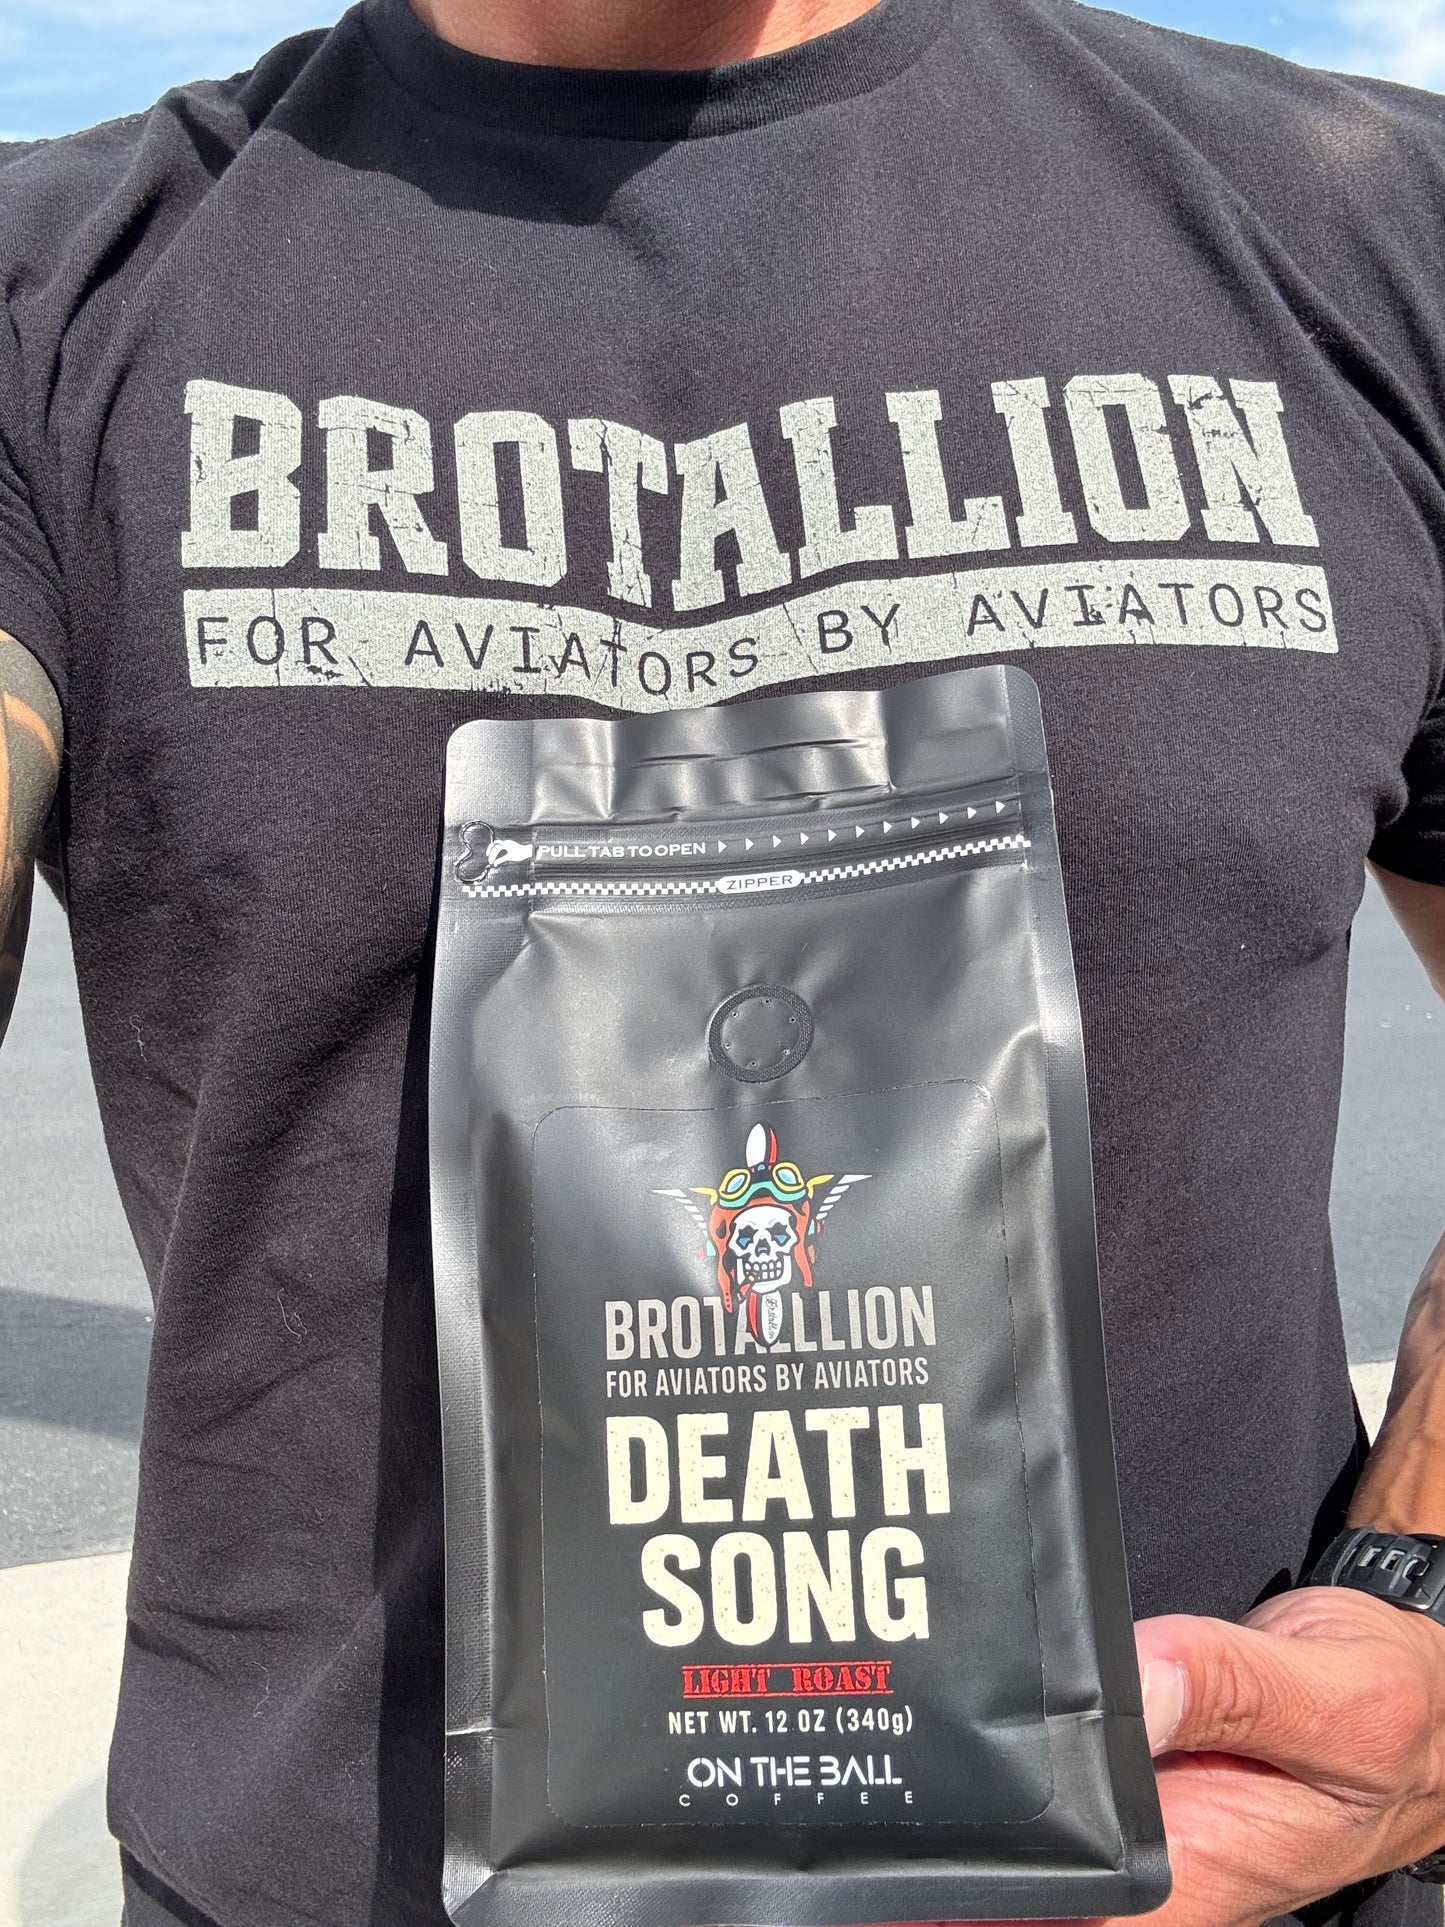 BROTALLION
FOR AVIATORS BY AVIATORS
PULL TAB TO OPEN
ZIPPER
BROTALLLION
FOR AVIATORS BY AVIATORS
DEATH
SONG
LIGHT ROAST
NET WT. 12 OZ (340g)
ON THE BALL
COFFEE